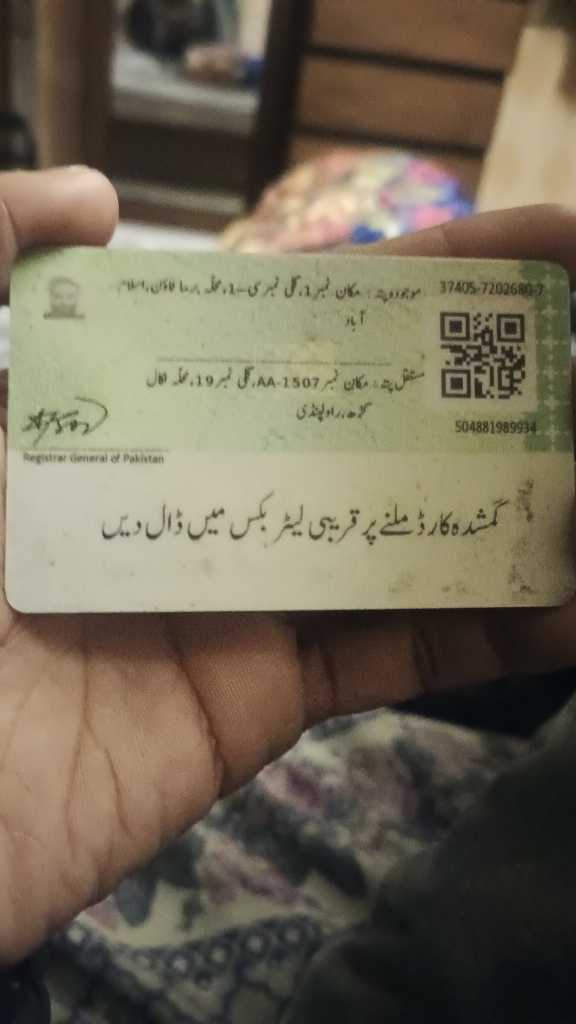 موجودہ پتہ: مکان نمبر 1، گلی نمبر سی-1، محلہ برما ٹاؤن، اسلام
آباد
37405-7202680-7
مستقل پتہ: مکان نمبر AA-1507، گلی نمبر 19، محلہ
راولپنڈی
504881989934
Registrar General of Pakistan
گمشدہ کارڈ ملنے پر قریبی لیٹر بکس میں ڈال دیں